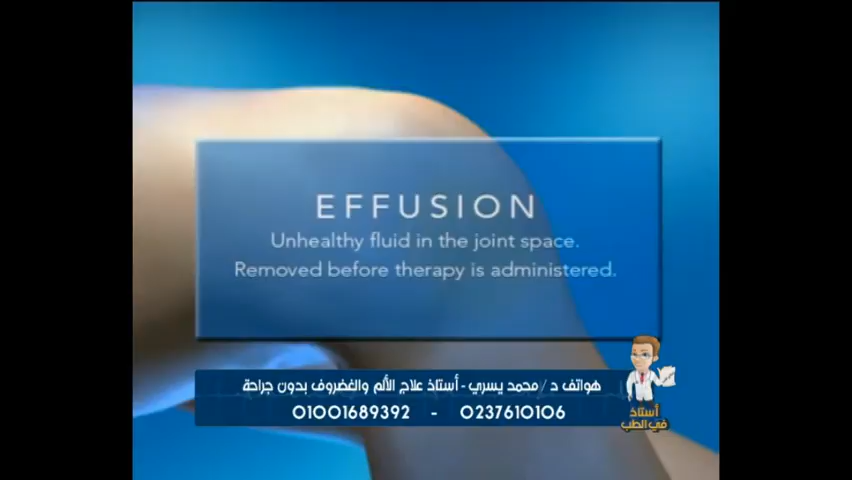 EFFUSION
Unhealthy fluid in the joint space.
Removed before therapy is administered.
هواتف د/محمد يسري - أستاذ علاج الألم والغضروف بدون جراحة
01001689392 - 0237610106
أستاذ
في الطب